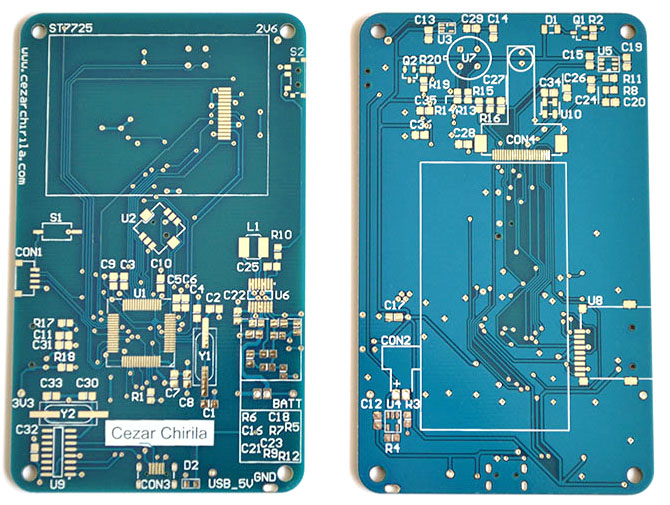 ST7725 2V6
S2
www.cezarchirila.com
U2
S1
L1
R10
CON1
C25
C9 C3
C10
C5 C6
C4
U1
C2
C22
U6
R17
C11
C31
R18
Y1
R1
C7
C8
C1
C33 C30
3V3
Y2
BATT
R6 C18
C16 R7 R5
C23
C21 R9 R12
Cezar Chirila
C32
U9
CON3
D2
USB_5V
GND
C13 C29 C14
U3
D1 Q1 R2
C15 U5 C19
Q2 R20
U7
R19
C27
C34 C26
R11
R8
C24 C20
C35
R15
R14 R13
R16
U10
C28
CON4
C17
U8
CON2
+
C12 U4 R3
R4